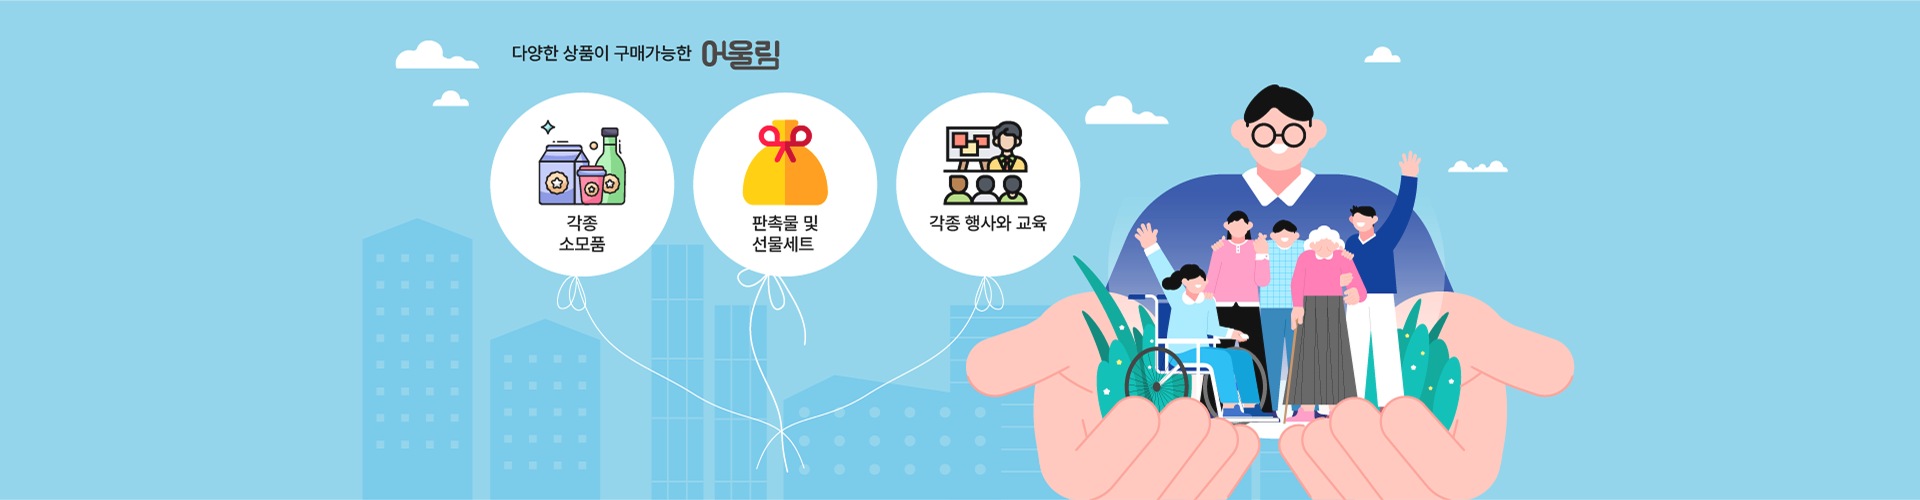 다양한 상품이 구매가능한 어울림
각종
소모품
판촉물 및
선물세트
각종 행사와 교육